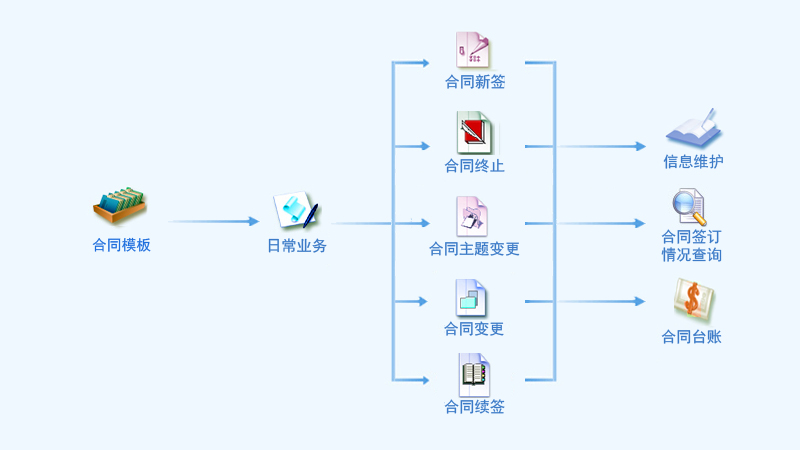 合同模板
日常业务
合同新签
合同终止
合同主题变更
合同变更
合同续签
信息维护
合同签订
情况查询
合同台账